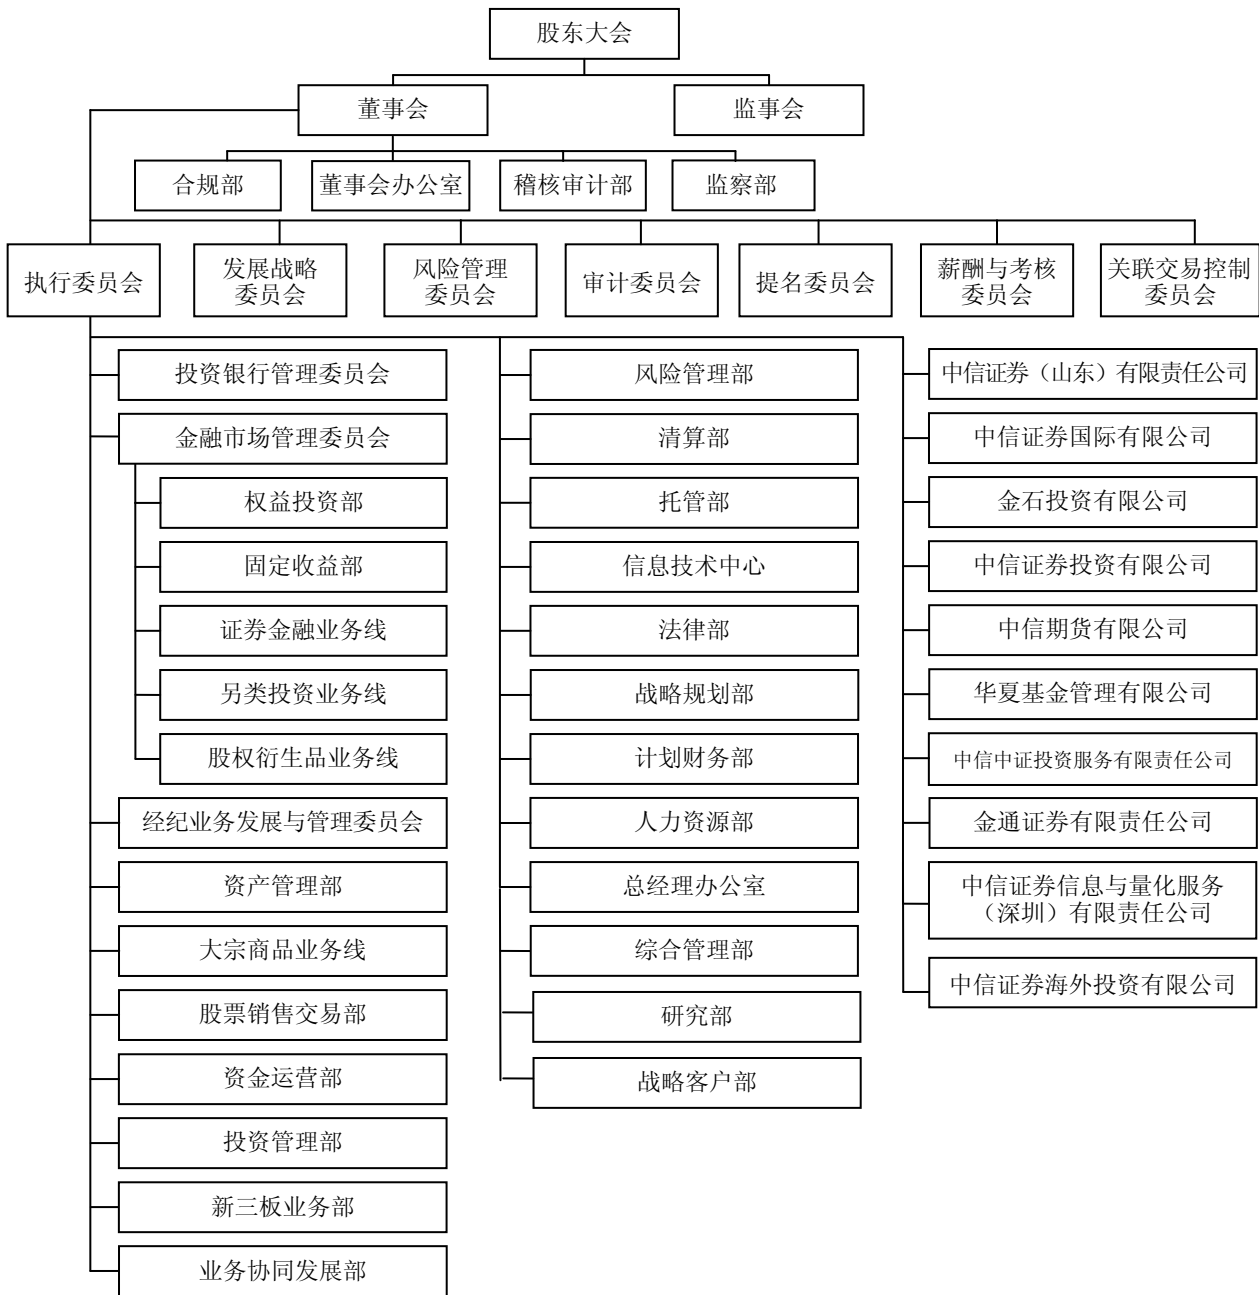 股东大会
董事会
监事会
合规部
董事会办公室
稽核审计部
监察部
执行委员会
发展战略
委员会
风险管理
委员会
审计委员会
提名委员会
薪酬与考核
委员会
关联交易控制
委员会
投资银行管理委员会
金融市场管理委员会
权益投资部
固定收益部
证券金融业务线
另类投资业务线
股权衍生品业务线
经纪业务发展与管理委员会
资产管理部
大宗商品业务线
股票销售交易部
资金运营部
投资管理部
新三板业务部
业务协同发展部
风险管理部
清算部
托管部
信息技术中心
法律部
战略规划部
计划财务部
人力资源部
总经理办公室
综合管理部
研究部
战略客户部
中信证券（山东）有限责任公司
中信证券国际有限公司
金石投资有限公司
中信证券投资有限公司
中信期货有限公司
华夏基金管理有限公司
中信中证投资服务有限责任公司
金通证券有限责任公司
中信证券信息与量化服务
（深圳）有限责任公司
中信证券海外投资有限公司